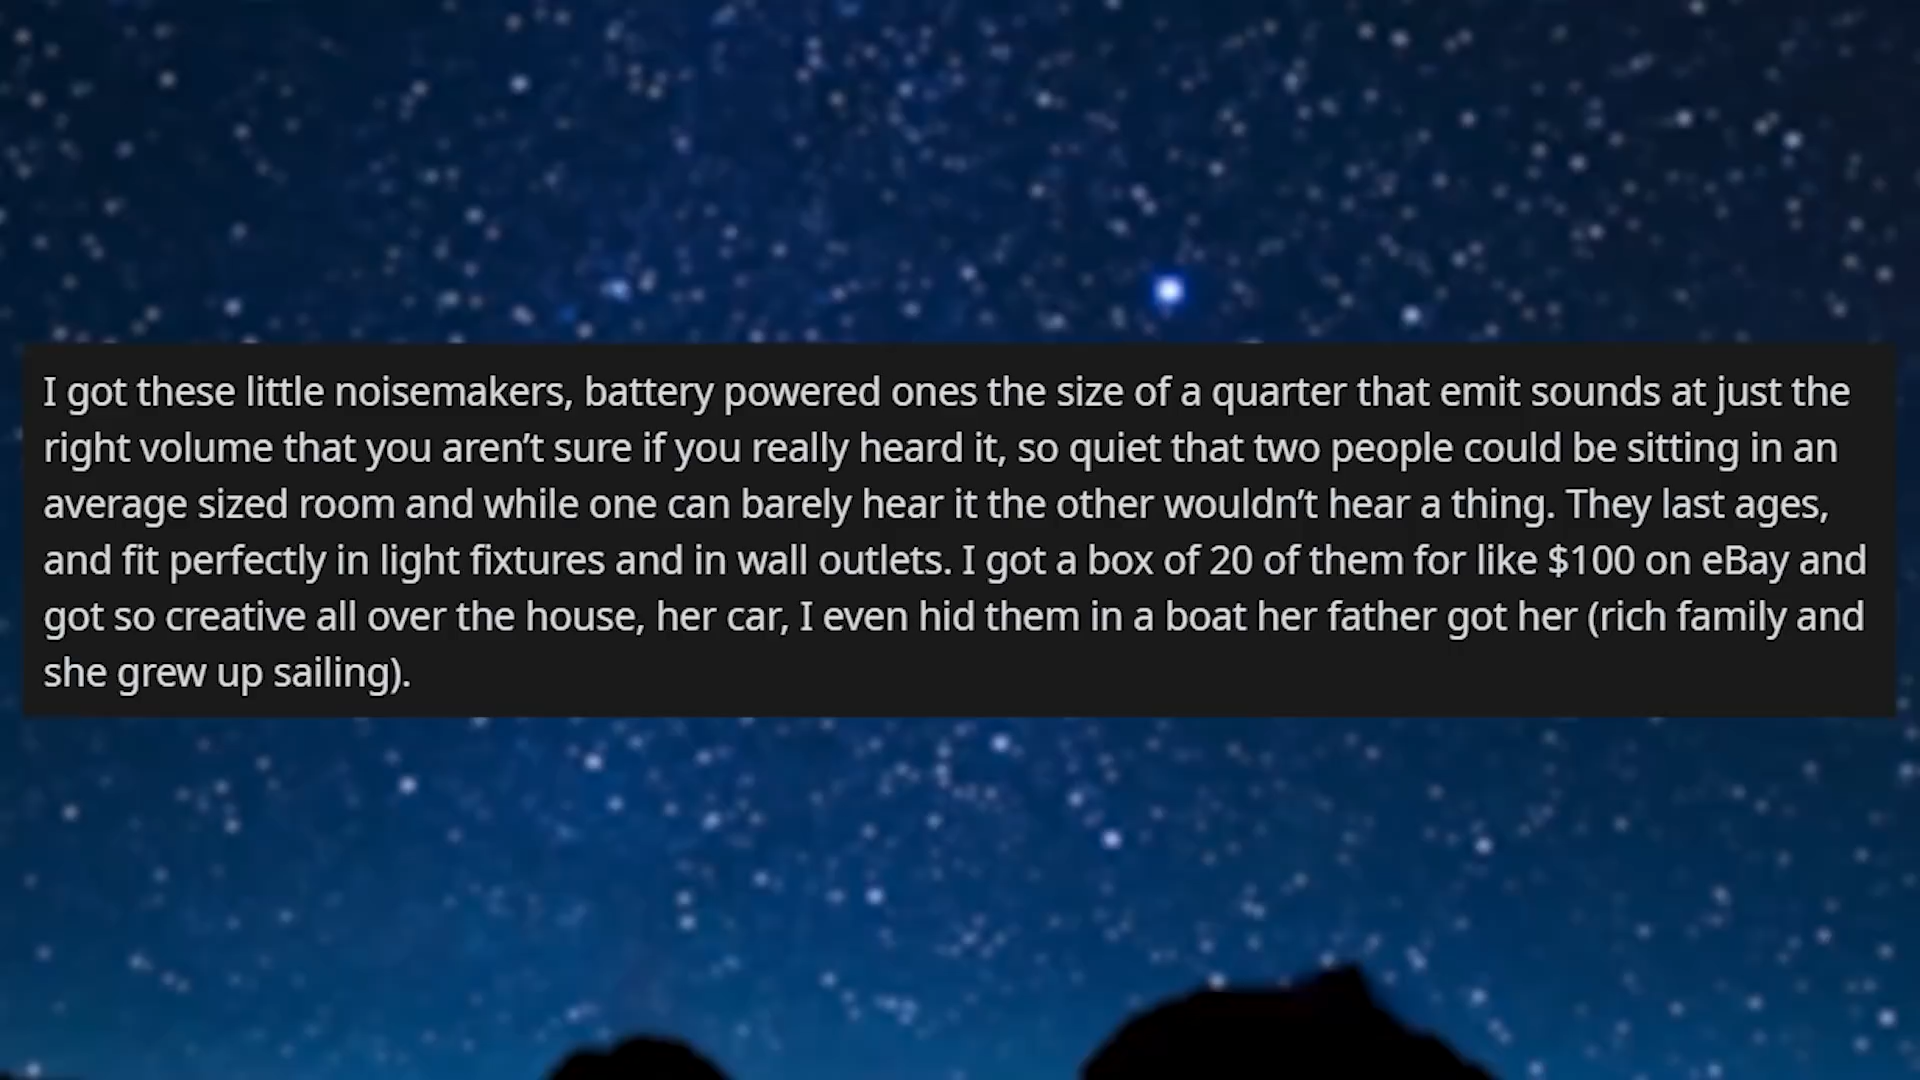 I got these little noisemakers, battery powered ones the size of a quarter that emit sounds at just the
right volume that you aren’t sure if you really heard it, so quiet that two people could be sitting in an
average sized room and while one can barely hear it the other wouldn’t hear a thing. They last ages,
and fit perfectly in light fixtures and in wall outlets. I got a box of 20 of them for like $100 on eBay and
got so creative all over the house, her car, I even hid them in a boat her father got her (rich family and
she grew up sailing).